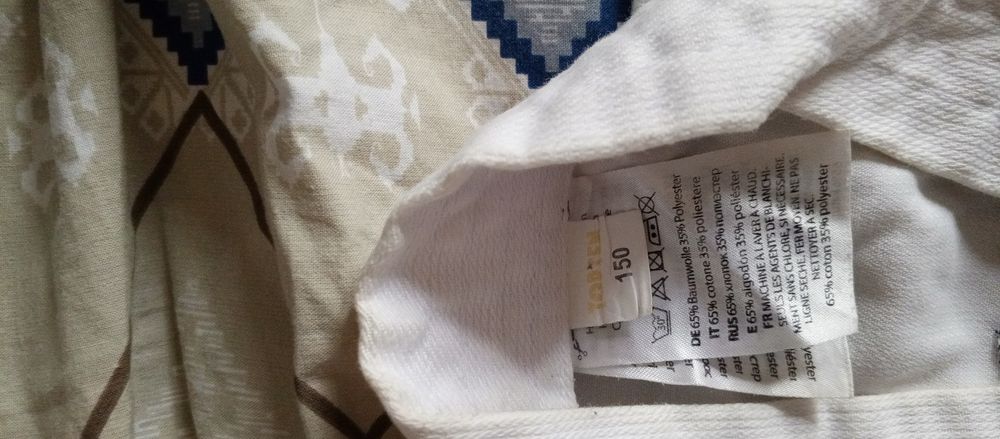 150
30°
DE 65% Baumwolle 35% Polyester
IT 65% cotone 35% poliestere
RUS 65% хлопок 35% полиэстер
E 65% algodón 35% poliéster
FR MACHINE A LAVER A CHAUD.
SEULS LES AGENTS DE BLANCHI-
MENT SANS CHLORE, SI NECESSAIRE.
LIGNE SECHE. FER MOYEN. NE PAS
NETTOYER A SEC
65% coton 35% polyester